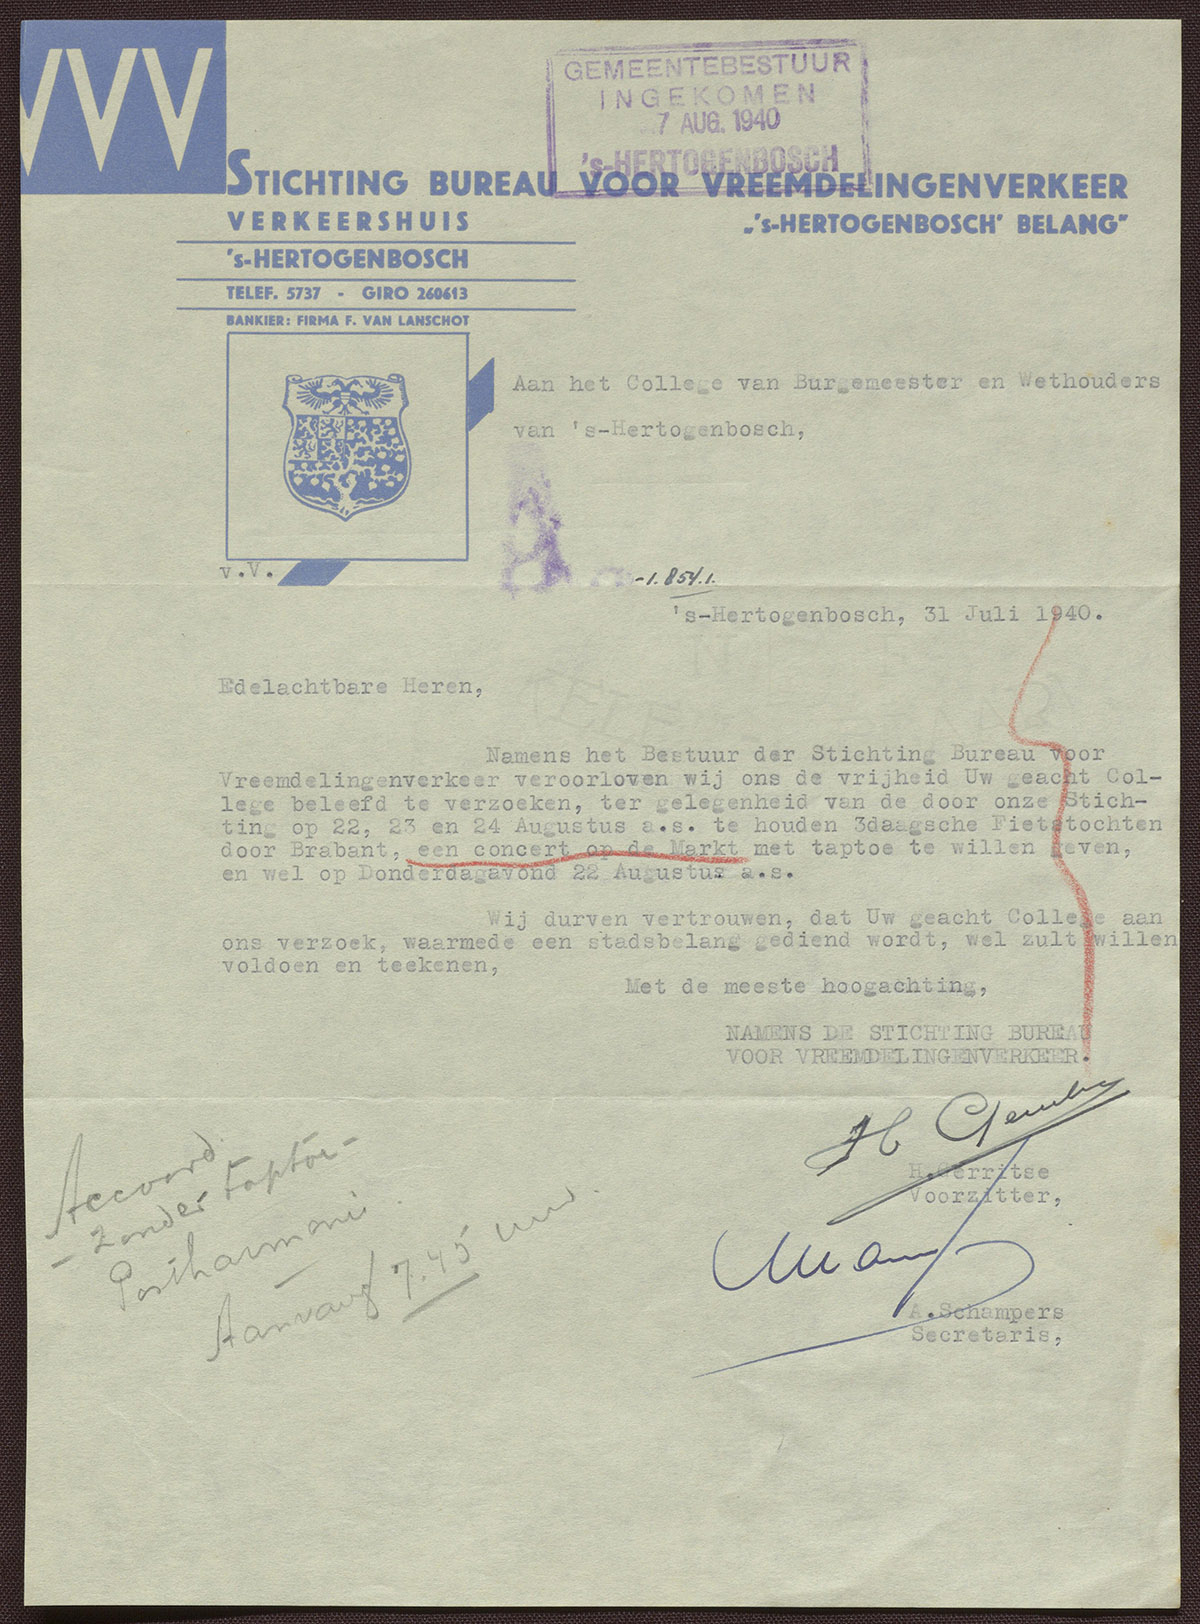 VVV
GEMEENTEBESTUUR
INGEKOMEN
7 AUG. 1940
's-HERTOGENBOSCH
STICHTING BUREAU VOOR VREEMDELINGENVERKEER
VERKEERSHUIS
„'s-HERTOGENBOSCH' BELANG"
's-HERTOGENBOSCH
TELEF. 5737 - GIRO 260613
BANKIER: FIRMA F. VAN LANSCHOT
Aan het College van Burgemeester en Wethouders
van 's-Hertogenbosch,
v.V.
-1.854.1.
's-Hertogenbosch, 31 Juli 1940.
Edelachtbare Heren,
Namens het Bestuur der Stichting Bureau voor
Vreemdelingenverkeer veroorloven wij ons de vrijheid Uw geacht Col-
lege beleefd te verzoeken, ter gelegenheid van de door onze Stich-
ting op 22, 23 en 24 Augustus a.s. te houden 3daagsche Fietstochten
door Brabant, een concert op de Markt met taptoe te willen geven,
en wel op Donderdagavond 22 Augustus a.s.
Wij durven vertrouwen, dat Uw geacht College aan
ons verzoek, waarmede een stadsbelang gediend wordt, wel zult willen
voldoen en teekenen,
Met de meeste hoogachting,
NAMENS DE STICHTING BUREAU
VOOR VREEMDELINGENVERKEER.
H.Gerritse
Voorzitter,
A.Schampers
Secretaris,
Accoord
- zonder taptoe -
Postharmonie.
Aanvang 7.45 uur.